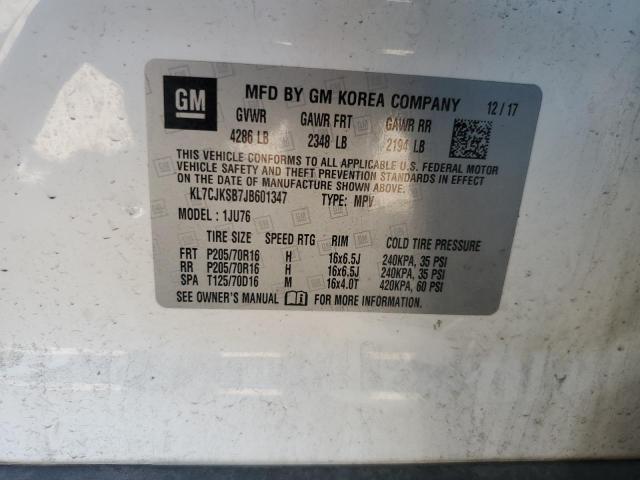 GM MFD BY GM KOREA COMPANY 12/17
GVWR GAWR FRT GAWR RR
4286 LB 2348 LB 2194 LB
THIS VEHICLE CONFORMS TO ALL APPLICABLE U.S. FEDERAL MOTOR
VEHICLE SAFETY AND THEFT PREVENTION STANDARDS IN EFFECT
ON THE DATE OF MANUFACTURE SHOWN ABOVE.
KL7CJKSB7JB601347 TYPE: MPV
MODEL : 1JU76
TIRE SIZE SPEED RTG RIM COLD TIRE PRESSURE
FRT P205/70R16 H 16x6.5J 240KPA, 35 PSI
RR P205/70R16 H 16x6.5J 240KPA, 35 PSI
SPA T125/70D16 M 16x4.0T 420KPA, 60 PSI
SEE OWNER'S MANUAL FOR MORE INFORMATION.